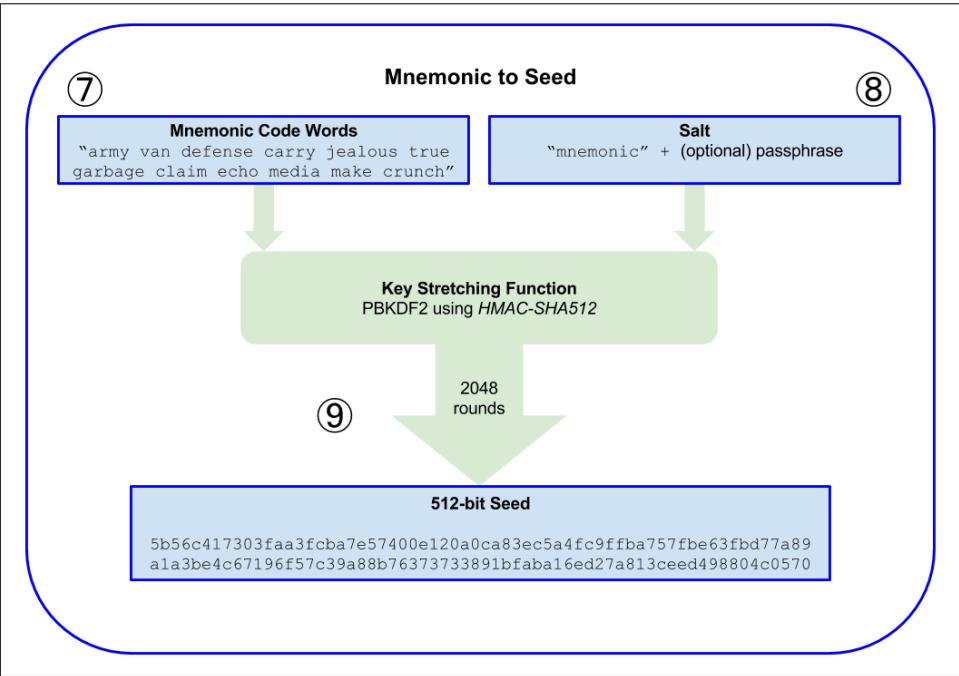 Mnemonic to Seed
⑦
⑧
Mnemonic Code Words
“army van defense carry jealous true
garbage claim echo media make crunch”
Salt
“mnemonic” + (optional) passphrase
Key Stretching Function
PBKDF2 using HMAC-SHA512
2048
rounds
⑨
512-bit Seed
5b56c417303faa3fcba7e57400e120a0ca83ec5a4fc9ffba757fbe63fbd77a89
a1a3be4c67196f57c39a88b76373733891bfaba16ed27a813ceed498804c0570